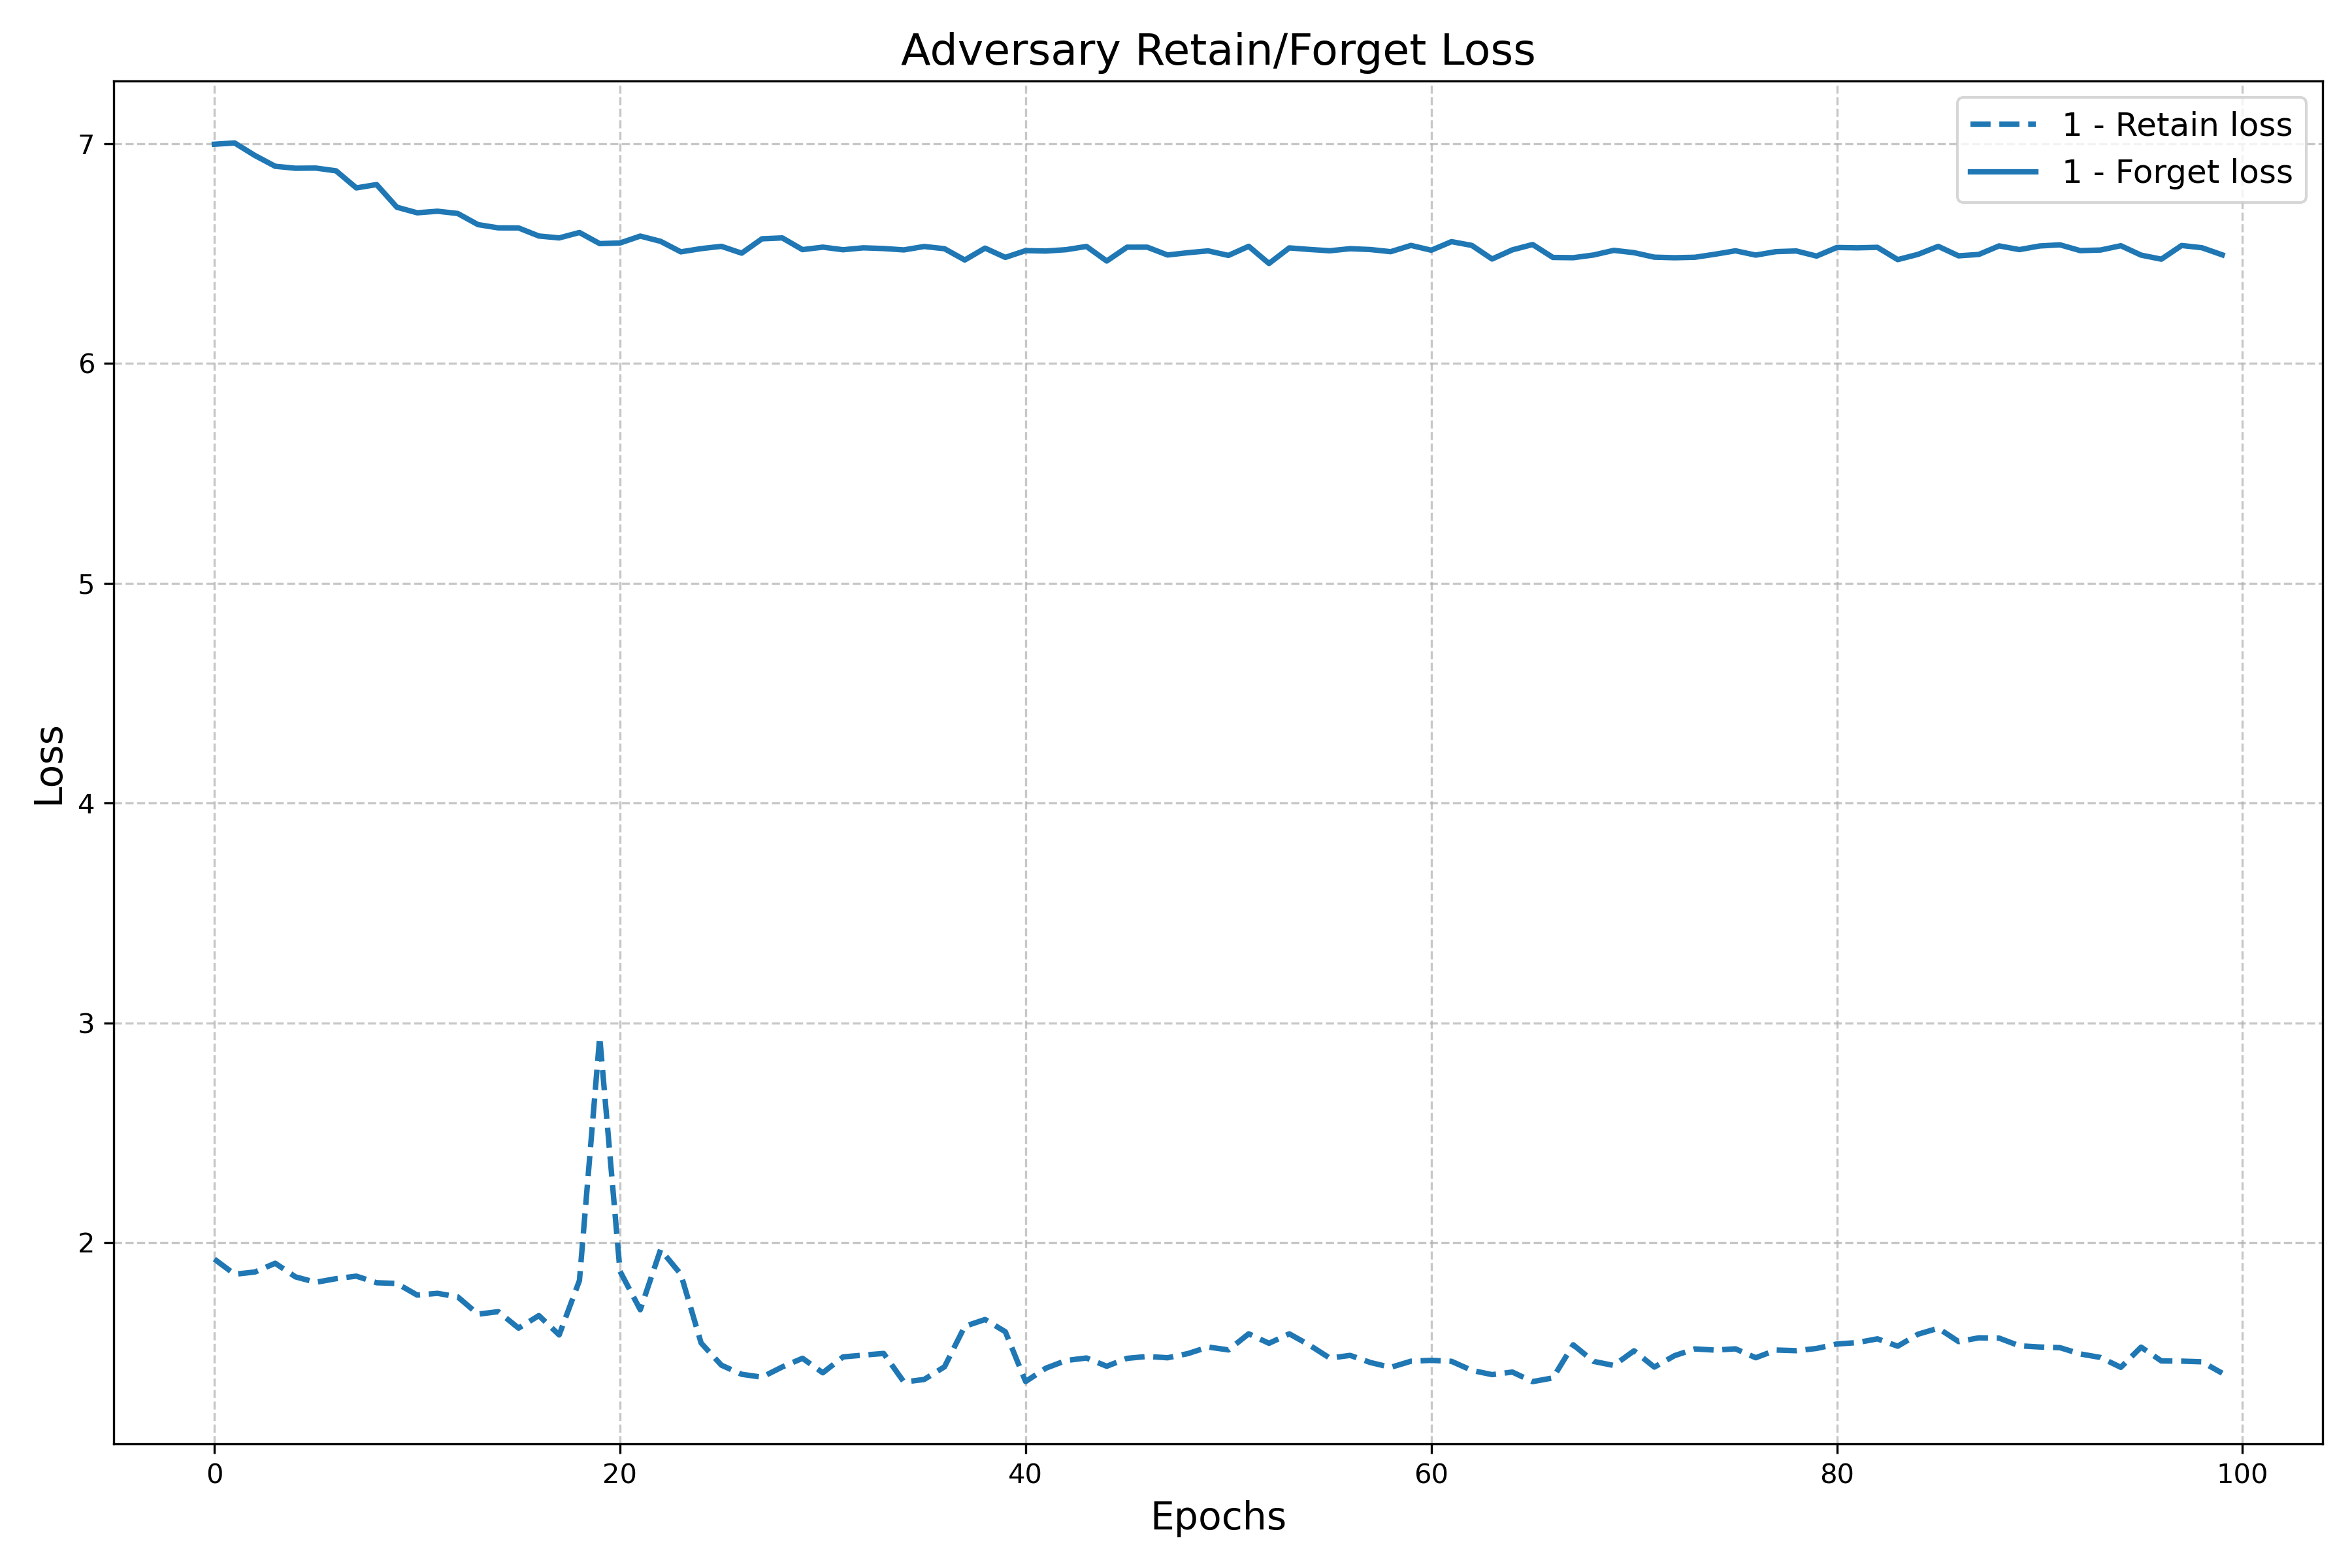 Adversary Retain/Forget Loss
1 - Retain loss
1 - Forget loss
Loss
7
6
5
4
3
2
0 20 40 60 80 100
Epochs